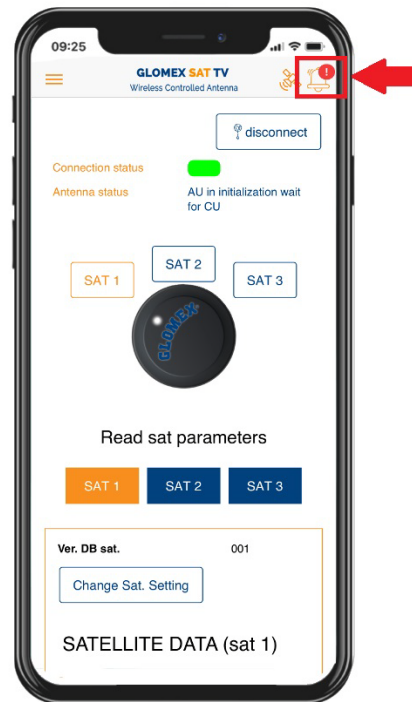 09:25
GLOMEX SAT TV
Wireless Controlled Antenna
!
disconnect
Connection status
Antenna status
AU in initialization wait
for CU
SAT 1
SAT 2
SAT 3
GLOMEX
Read sat parameters
SAT 1
SAT 2
SAT 3
Ver. DB sat.
001
Change Sat. Setting
SATELLITE DATA (sat 1)